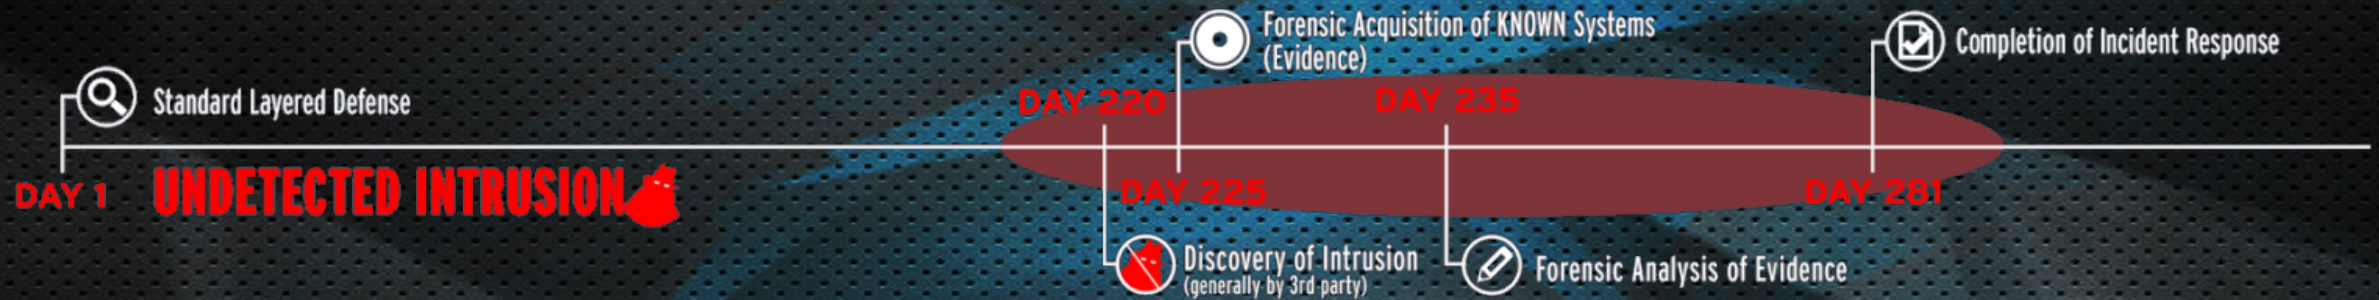 Standard Layered Defense
DAY 1
UNDETECTED INTRUSION
DAY 220
Discovery of Intrusion
(generally by 3rd party)
Forensic Acquisition of KNOWN Systems
(Evidence)
DAY 225
DAY 235
Forensic Analysis of Evidence
Completion of Incident Response
DAY 281